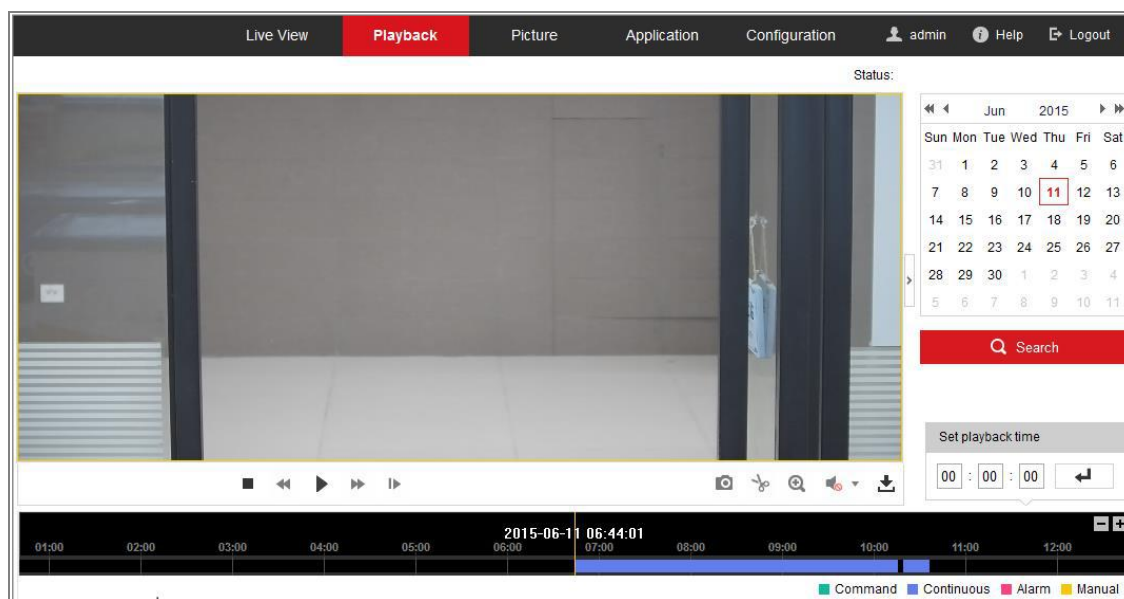 Live View Playback Picture Application Configuration admin Help Logout
Status:
Jun 2015
Sun Mon Tue Wed Thu Fri Sat
31 1 2 3 4 5 6
7 8 9 10 11 12 13
14 15 16 17 18 19 20
21 22 23 24 25 26 27
28 29 30 1 2 3 4
5 6 7 8 9 10 11
Search
Set playback time
00 : 00 : 00
2015-06-11 06:44:01
01:00 02:00 03:00 04:00 05:00 06:00 07:00 08:00 09:00 10:00 11:00 12:00
Command Continuous Alarm Manual